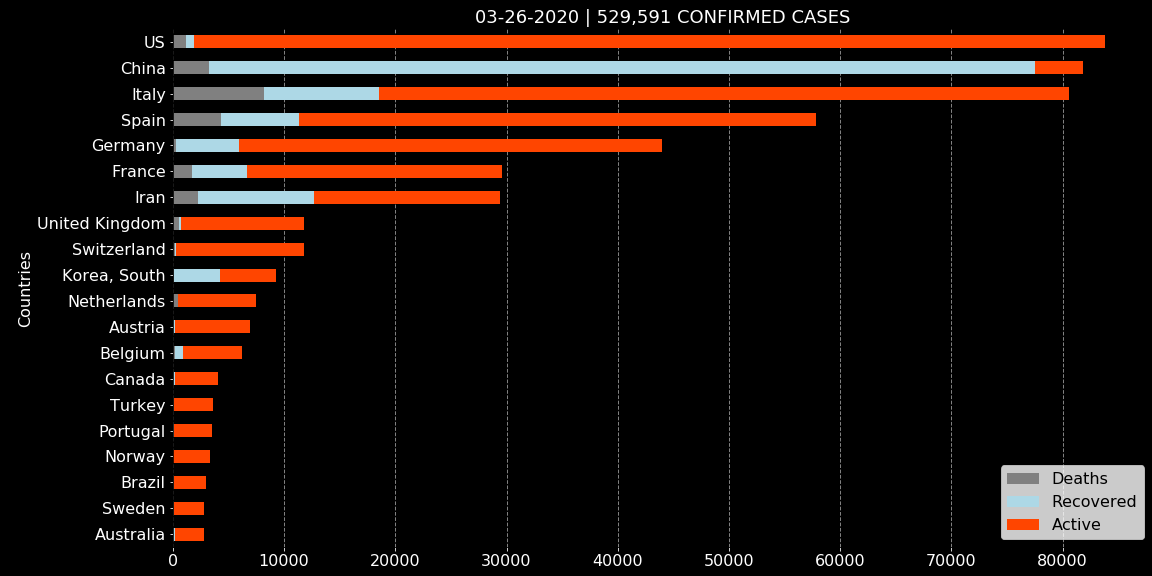 03-26-2020 | 529,591 CONFIRMED CASES
Countries
US
China
Italy
Spain
Germany
France
Iran
United Kingdom
Switzerland
Korea, South
Netherlands
Austria
Belgium
Canada
Turkey
Portugal
Norway
Brazil
Sweden
Australia
Deaths
Recovered
Active
0 10000 20000 30000 40000 50000 60000 70000 80000